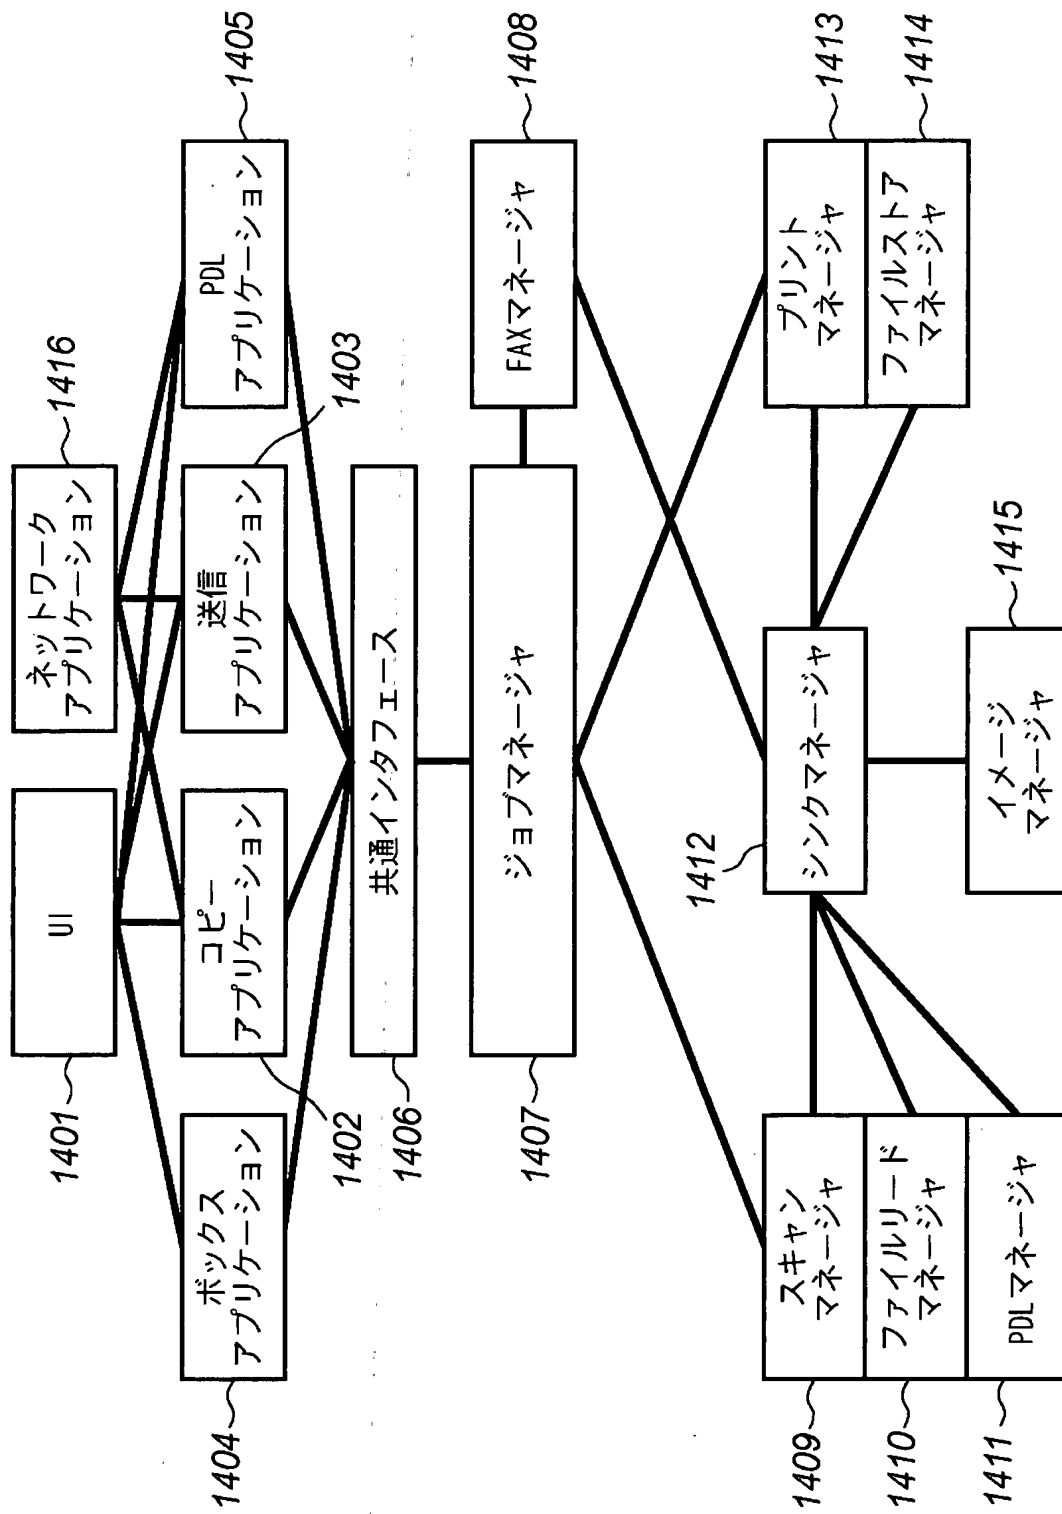 UI
1401
ネットワーク
アプリケーション
1416
ボックス
アプリケーション
1404
コピー
アプリケーション
1402
送信
アプリケーション
1403
PDL
アプリケーション
1405
共通インタフェース
1406
ジョブマネージャ
1407
FAXマネージャ
1408
スキャン
マネージャ
1409
ファイルリード
マネージャ
1410
PDLマネージャ
1411
シンクマネージャ
1412
プリント
マネージャ
1413
ファイルストア
マネージャ
1414
イメージ
マネージャ
1415